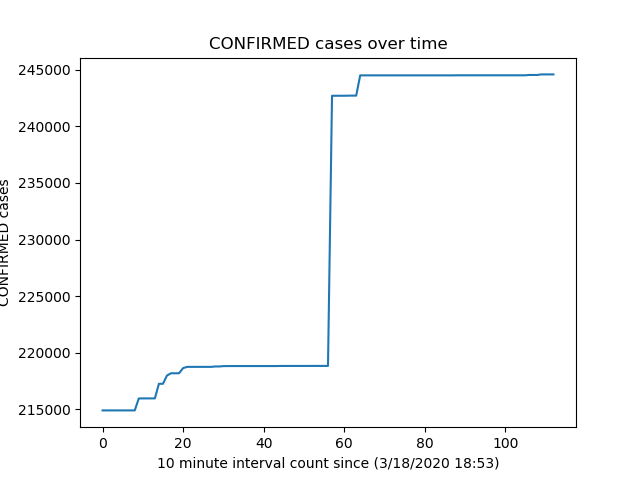 CONFIRMED cases over time
245000
240000
235000
230000
225000
220000
215000
CONFIRMED cases
0 20 40 60 80 100
10 minute interval count since (3/18/2020 18:53)